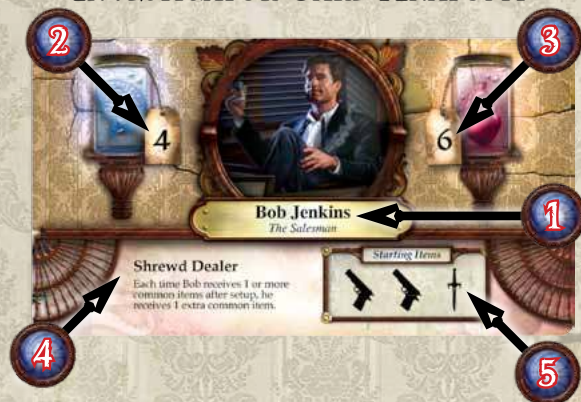 2
3
4
6
Bob Jenkins
The Salesman
1
Shrewd Dealer
Each time Bob receives 1 or more
common items after setup, he
receives 1 extra common item.
Starting Items
4
5